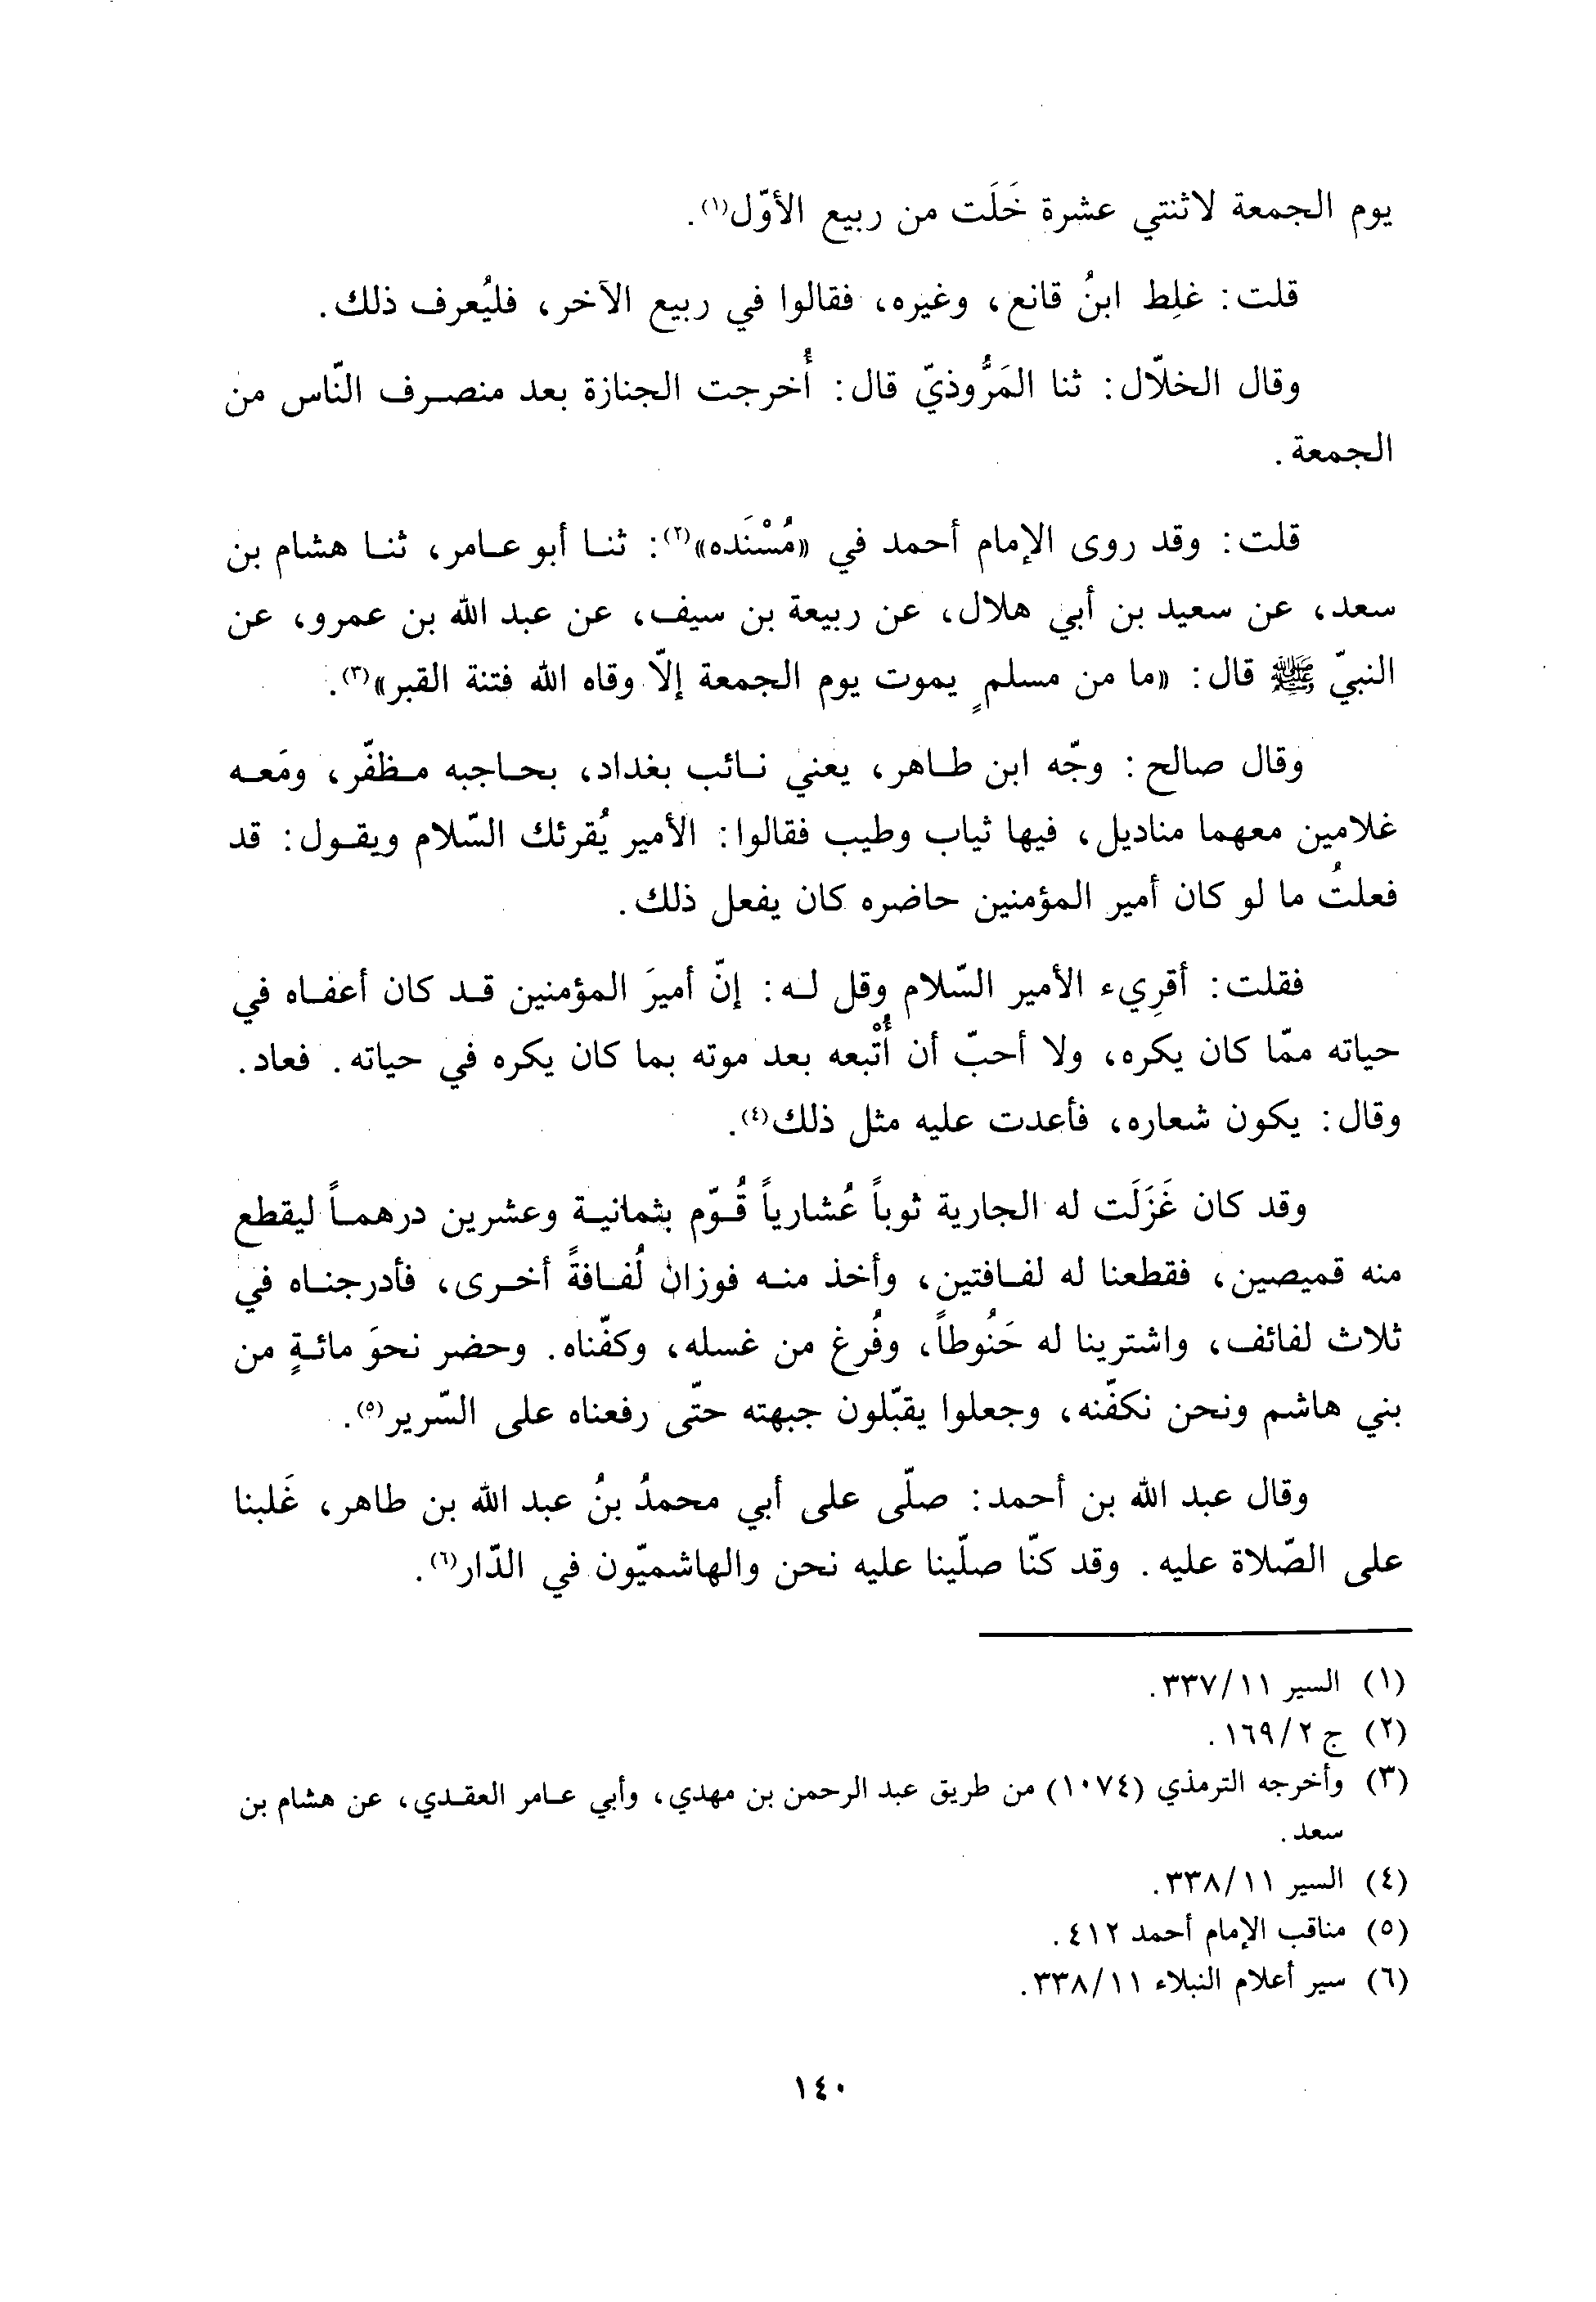 يوم الجمعة لاثنتي عشرة خَلَت من ربيع الأوّل(١).
قلت: غلِط ابنُ قانع، وغيره، فقالوا في ربيع الآخر، فليُعرف ذلك.
وقال الخلّال: ثنا المَرُّوذيّ قال: أُخرجت الجنازة بعد منصرف النّاس من
الجمعة.
قلت: وقد روى الإمام أحمد في «مُسْنَده»(٢): ثنا أبو عامر، ثنا هشام بن
سعد، عن سعيد بن أبي هلال، عن ربيعة بن سيف، عن عبد الله بن عمرو، عن
النبيّ ﷺ قال: «ما من مسلمٍ يموت يوم الجمعة إلّا وقاه الله فتنة القبر»(٣).
وقال صالح: وجّه ابن طاهر، يعني نائب بغداد، بحاجبه مظفّر، ومَعه
غلامين معهما مناديل، فيها ثياب وطيب فقالوا: الأمير يُقرئك السّلام ويقول: قد
فعلتُ ما لو كان أمير المؤمنين حاضره كان يفعل ذلك.
فقلت: أقرِيء الأمير السّلام وقل له: إنّ أميرَ المؤمنين قد كان أعفاه في
حياته ممّا كان يكره، ولا أحبّ أن أُتْبعه بعد موته بما كان يكره في حياته. فعاد.
وقال: يكون شعاره، فأعدت عليه مثل ذلك(٤).
وقد كان غَزَلَت له الجارية ثوباً عُشارياً قُوّم بثمانية وعشرين درهماً ليقطع
منه قميصين، فقطعنا له لفافتين، وأخذ منه فوزان لُفافةً أخرى، فأدرجناه في
ثلاث لفائف، واشترينا له حَنُوطاً، وفُرغ من غسله، وكفّناه. وحضر نحوَ مائةٍ من
بني هاشم ونحن نكفّنه، وجعلوا يقبّلون جبهته حتّى رفعناه على السّرير(٥).
وقال عبد الله بن أحمد: صلّى على أبي محمدُ بنُ عبد الله بن طاهر، غَلبنا
على الصّلاة عليه. وقد كنّا صلّينا عليه نحن والهاشميّون في الدّار(٦).
(١) السير ٣٣٧/١١.
(٢) ج ١٦٩/٢.
(٣) وأخرجه الترمذي (١٠٧٤) من طريق عبد الرحمن بن مهدي، وأبي عامر العقدي، عن هشام بن
سعد.
(٤) السير ٣٣٨/١١.
(٥) مناقب الإمام أحمد ٤١٢.
(٦) سير أعلام النبلاء ٣٣٨/١١.
١٤٠